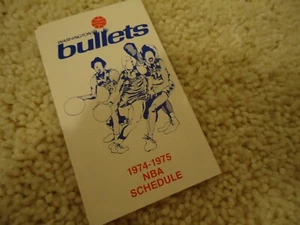 WASHINGTON
bullets
1974-1975
NBA
SCHEDULE